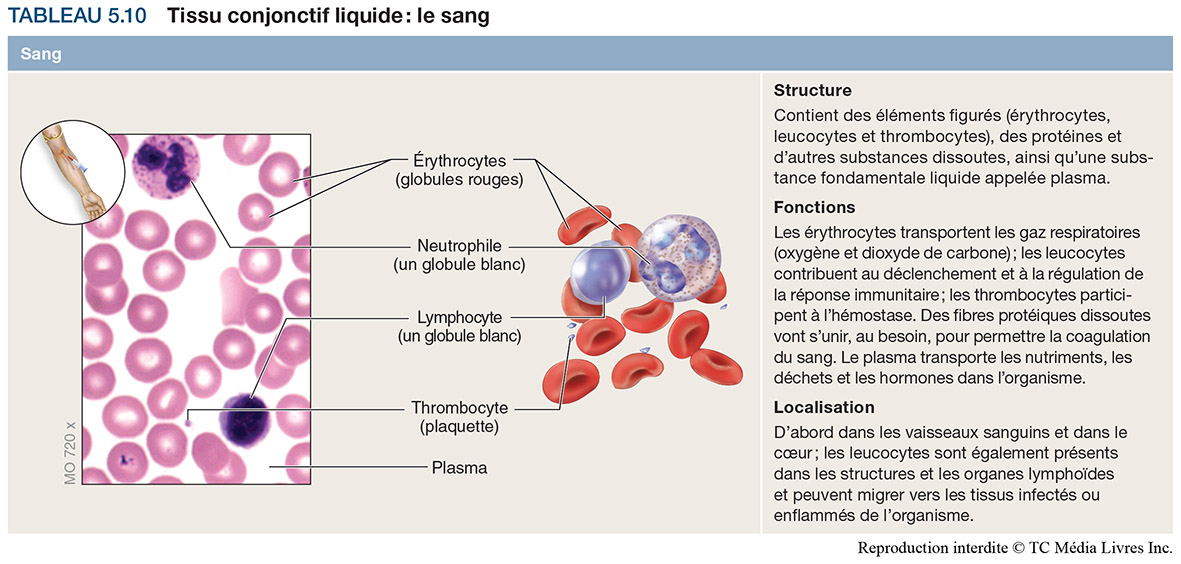 TABLEAU 5.10 Tissu conjonctif liquide : le sang
Sang
Érythrocytes
(globules rouges)
Neutrophile
(un globule blanc)
Lymphocyte
(un globule blanc)
Thrombocyte
(plaquette)
Plasma
MO 720 x
Structure
Contient des éléments figurés (érythrocytes,
leucocytes et thrombocytes), des protéines et
d’autres substances dissoutes, ainsi qu’une subs-
tance fondamentale liquide appelée plasma.
Fonctions
Les érythrocytes transportent les gaz respiratoires
(oxygène et dioxyde de carbone) ; les leucocytes
contribuent au déclenchement et à la régulation de
la réponse immunitaire ; les thrombocytes partici-
pent à l’hémostase. Des fibres protéiques dissoutes
vont s’unir, au besoin, pour permettre la coagulation
du sang. Le plasma transporte les nutriments, les
déchets et les hormones dans l’organisme.
Localisation
D’abord dans les vaisseaux sanguins et dans le
cœur ; les leucocytes sont également présents
dans les structures et les organes lymphoïdes
et peuvent migrer vers les tissus infectés ou
enflammés de l’organisme.
Reproduction interdite © TC Média Livres Inc.